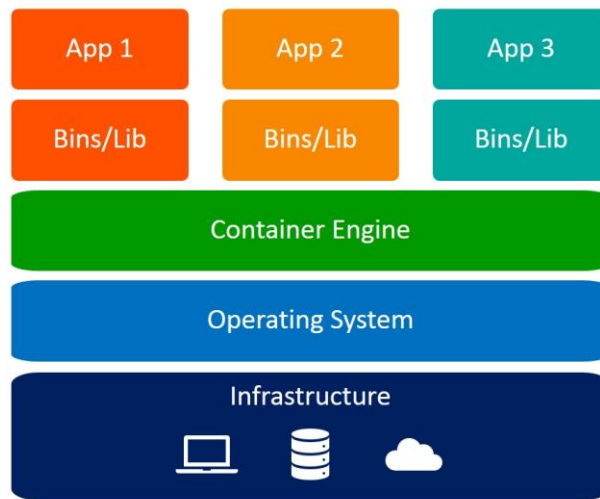 App 1
App 2
App 3
Bins/Lib
Bins/Lib
Bins/Lib
Container Engine
Operating System
Infrastructure